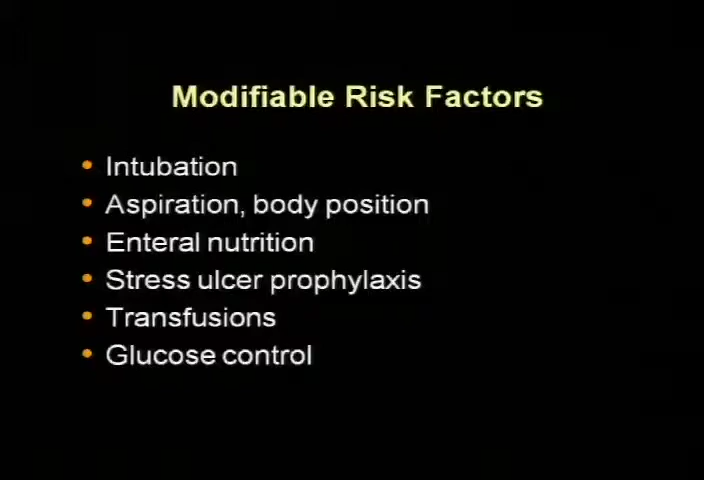 Modifiable Risk Factors
• Intubation
• Aspiration, body position
• Enteral nutrition
• Stress ulcer prophylaxis
• Transfusions
• Glucose control